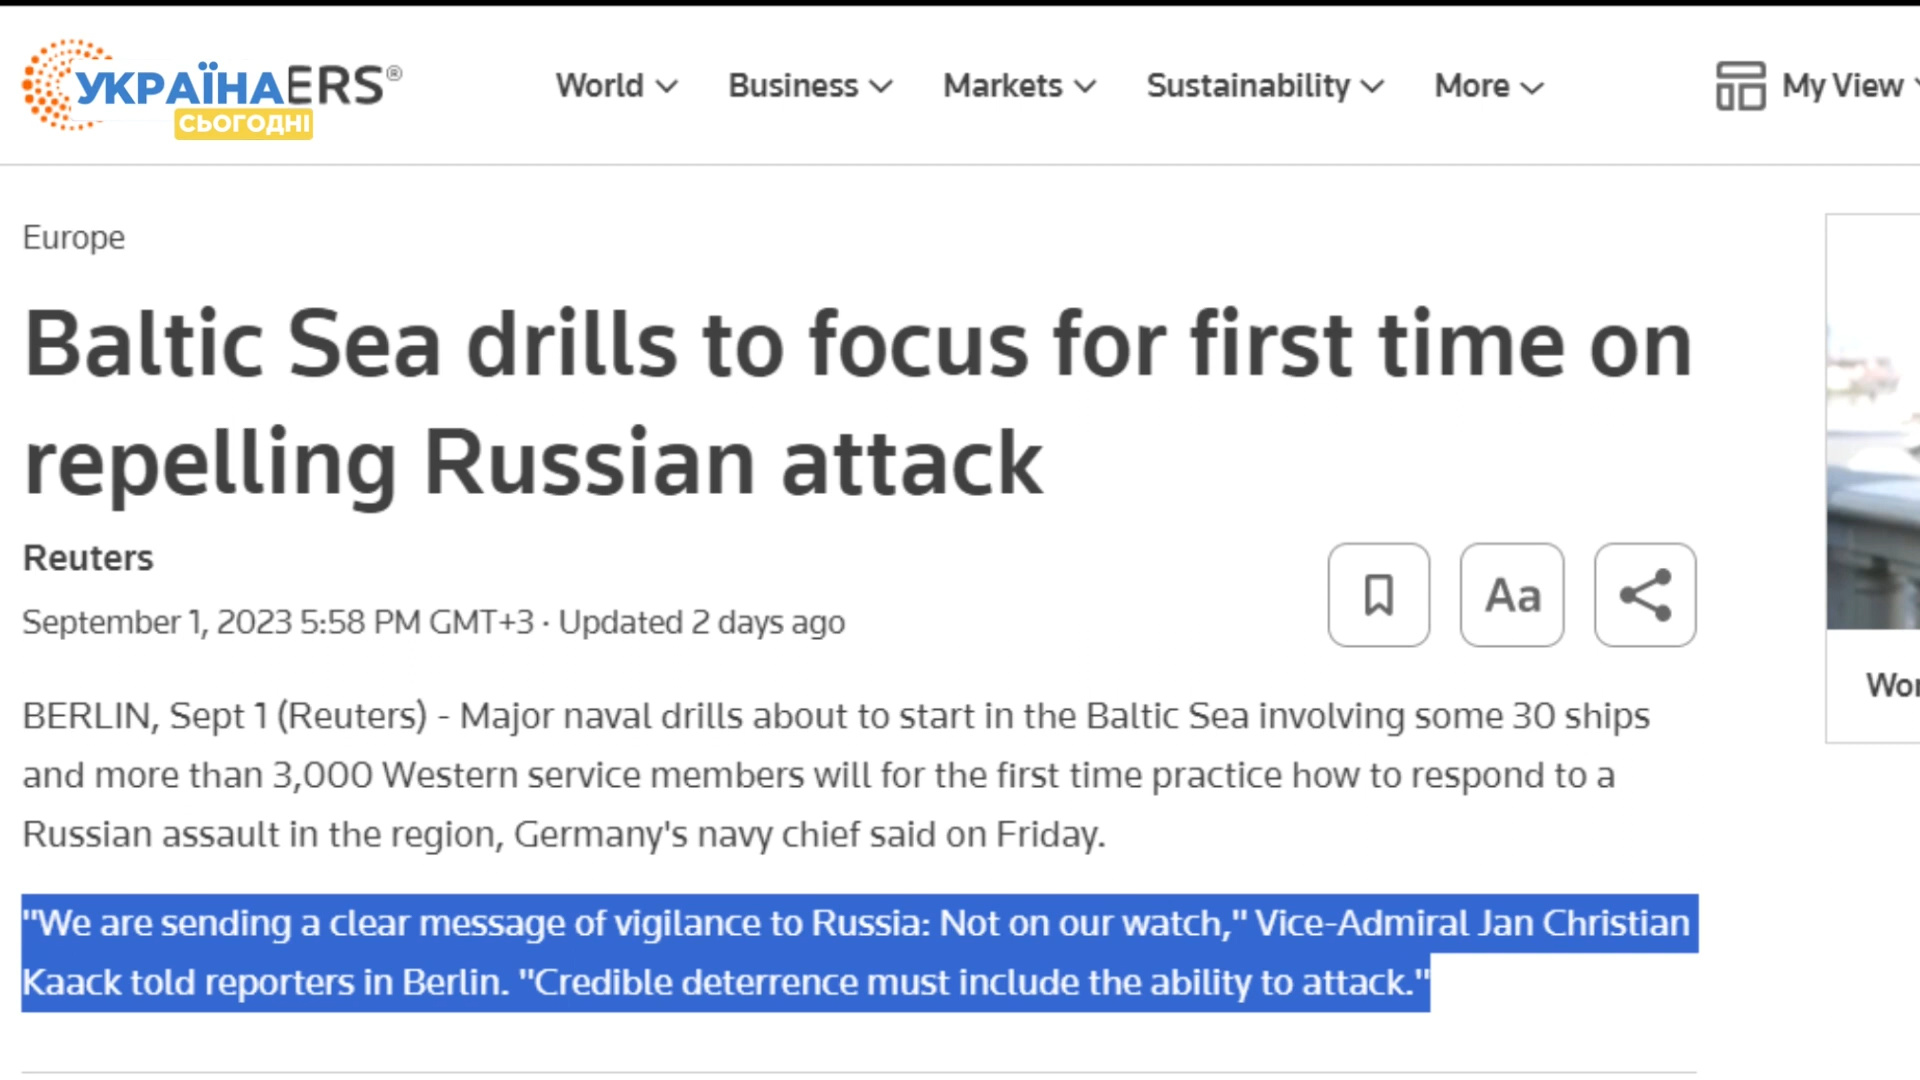 УКРАЇНАERS®
СЬОГОДНІ
World
Business
Markets
Sustainability
More
My View
Europe
Baltic Sea drills to focus for first time on
repelling Russian attack
Reuters
September 1, 2023 5:58 PM GMT+3 · Updated 2 days ago
Aa
BERLIN, Sept 1 (Reuters) - Major naval drills about to start in the Baltic Sea involving some 30 ships
and more than 3,000 Western service members will for the first time practice how to respond to a
Russian assault in the region, Germany's navy chief said on Friday.
"We are sending a clear message of vigilance to Russia: Not on our watch," Vice-Admiral Jan Christian
Kaack told reporters in Berlin. "Credible deterrence must include the ability to attack."